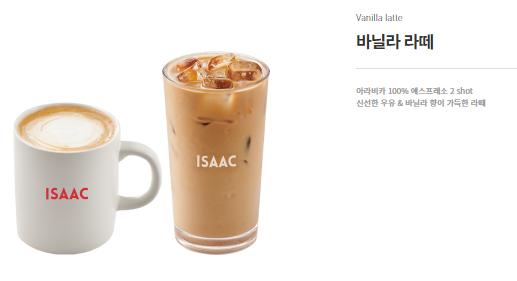 Vanilla latte
바닐라 라떼
아라비카 100% 에스프레소 2 shot
신선한 우유 & 바닐라 향이 가득한 라떼
ISAAC
ISAAC